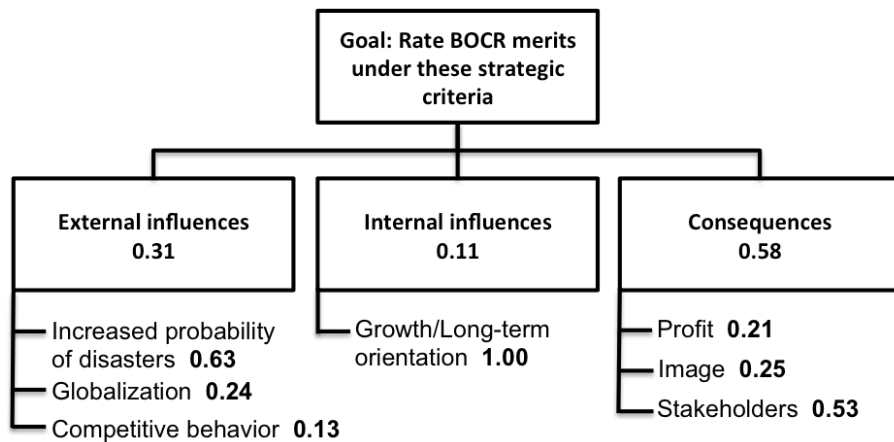 Goal: Rate BOCR merits
under these strategic
criteria
External influences
0.31
Internal influences
0.11
Consequences
0.58
Increased probability
of disasters 0.63
Globalization 0.24
Competitive behavior 0.13
Growth/Long-term
orientation 1.00
Profit 0.21
Image 0.25
Stakeholders 0.53